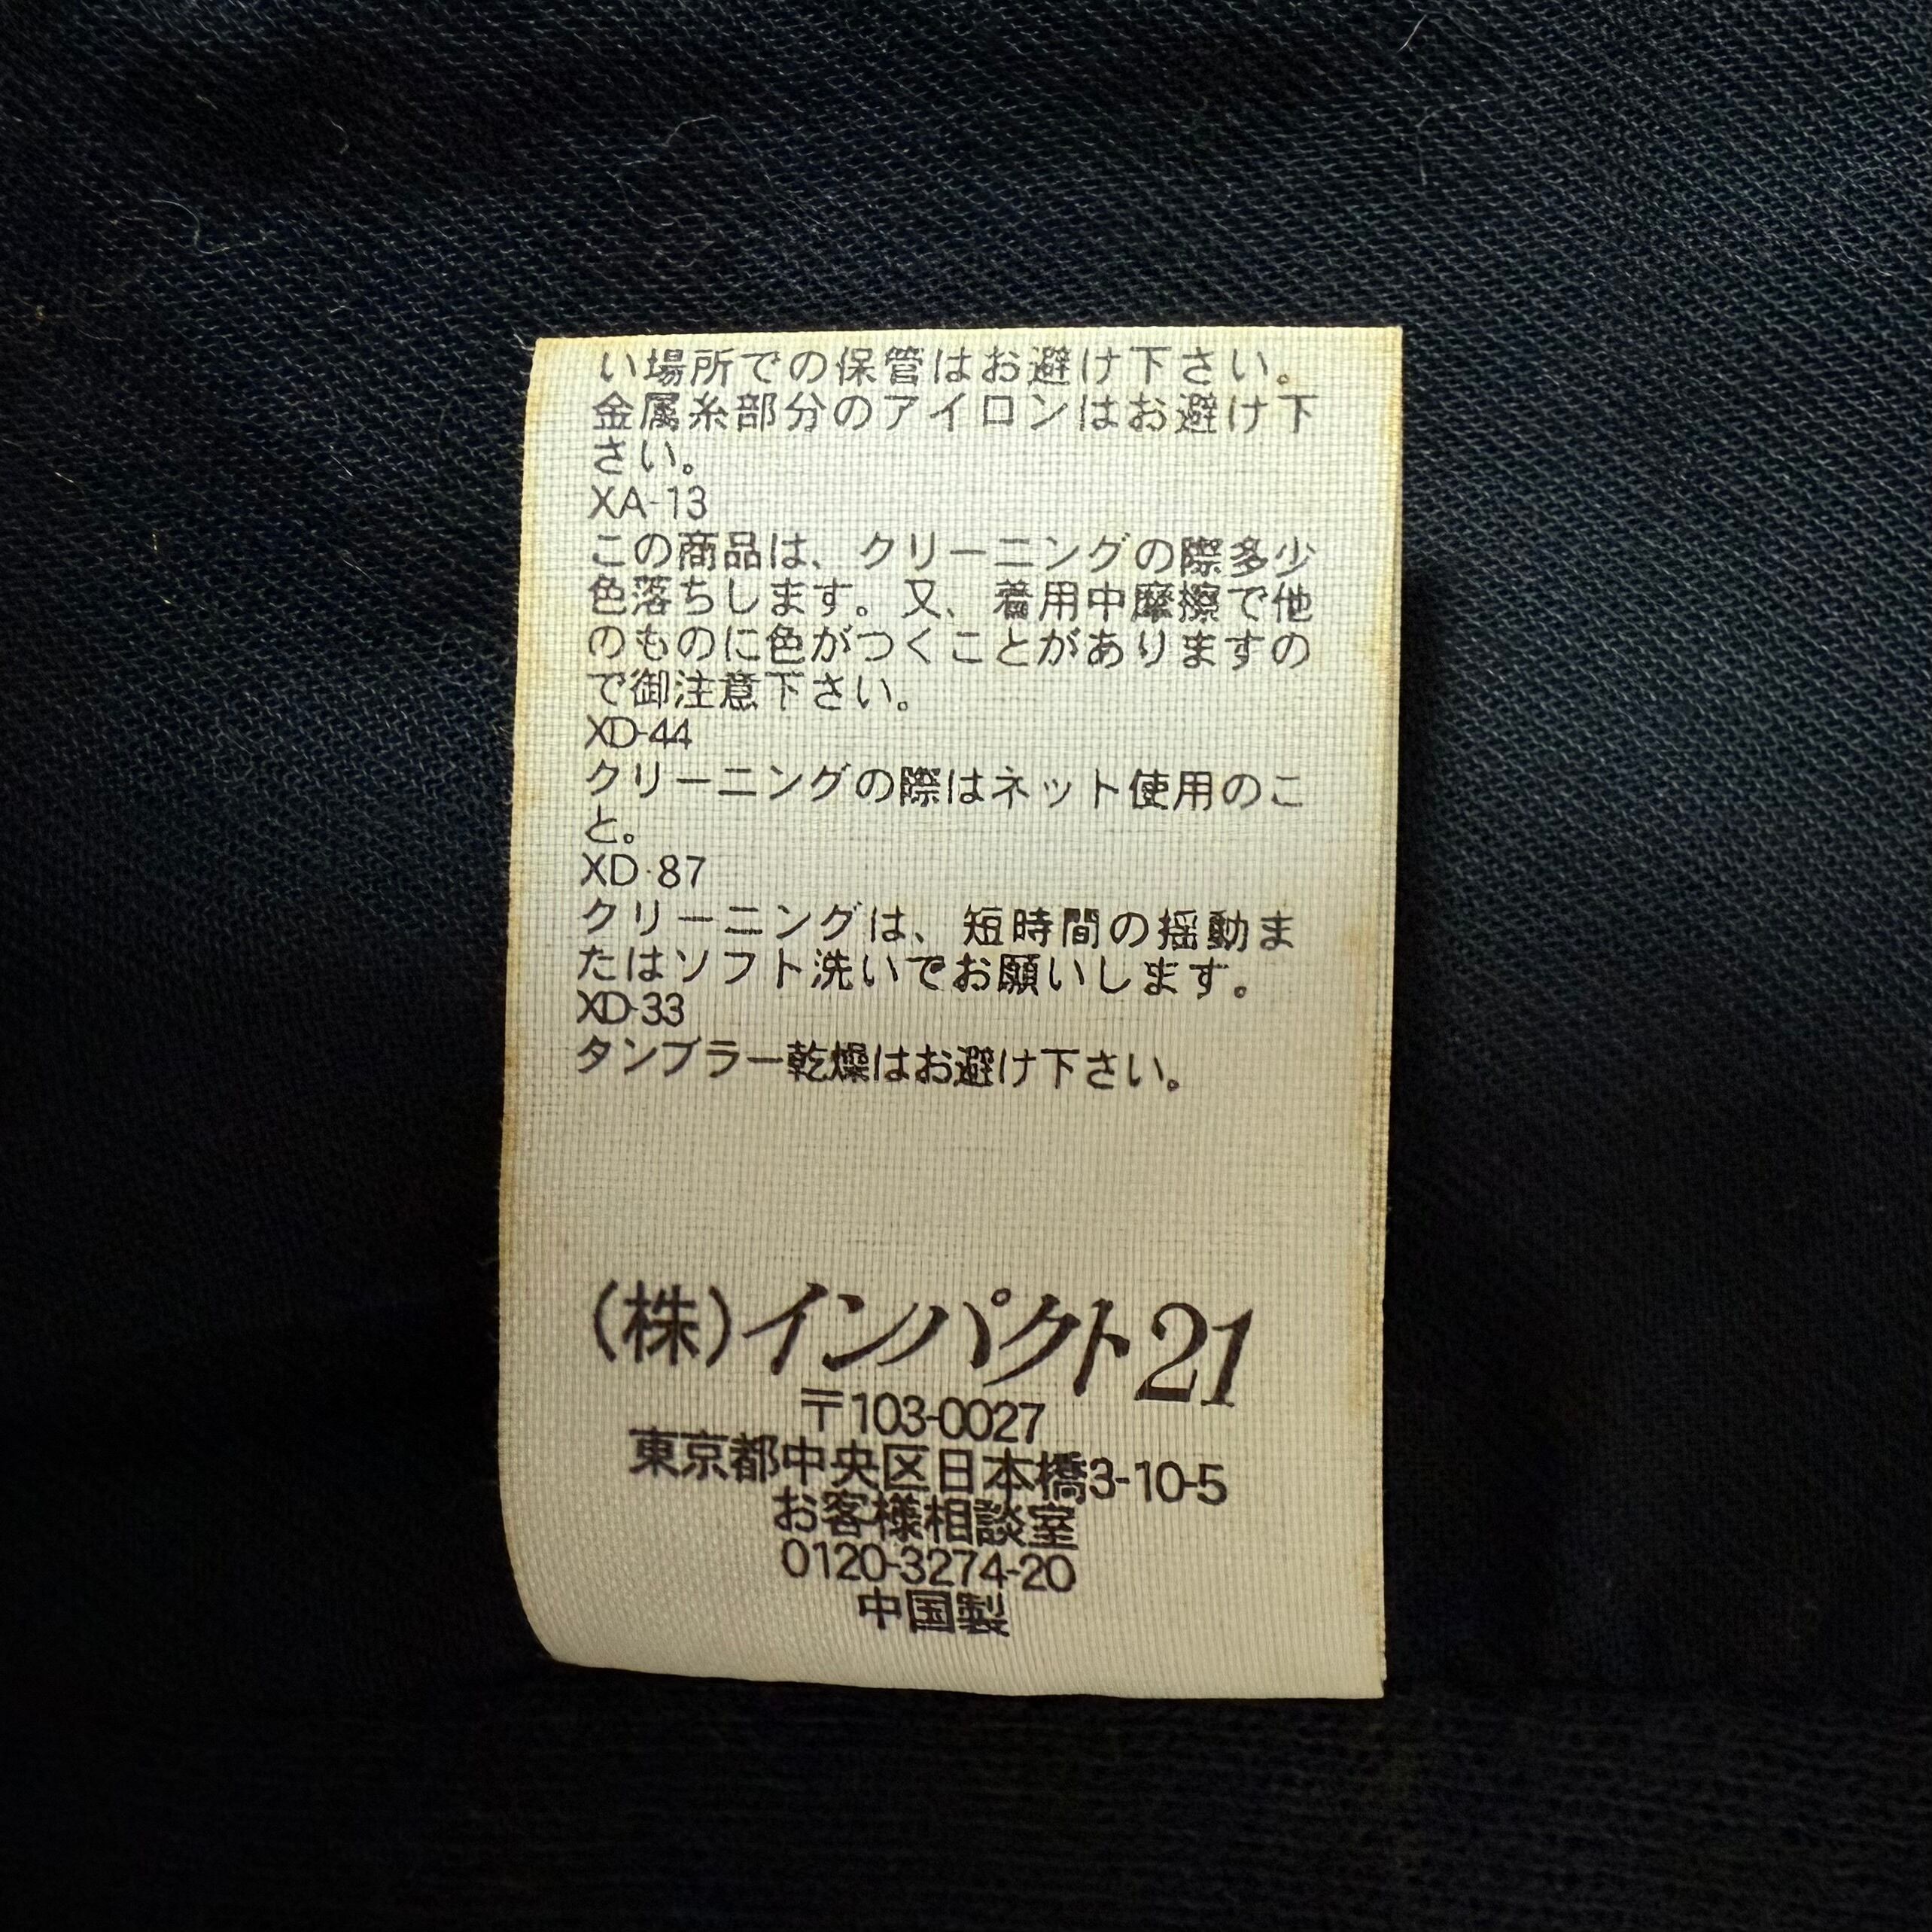 い場所での保管はお避け下さい。
金属糸部分のアイロンはお避け下
さい。
XA-13
この商品は、クリーニングの際多少
色落ちします。又、着用中摩擦で他
のものに色がつくことがありますの
で御注意下さい。
XD-44
クリーニングの際はネット使用のこ
と。
XD-87
クリーニングは、短時間の揺動ま
たはソフト洗いでお願いします。
XD-33
タンブラー乾燥はお避け下さい。
(株)インパクト21
〒103-0027
東京都中央区日本橋3-10-5
お客様相談室
0120-3274-20
中国製